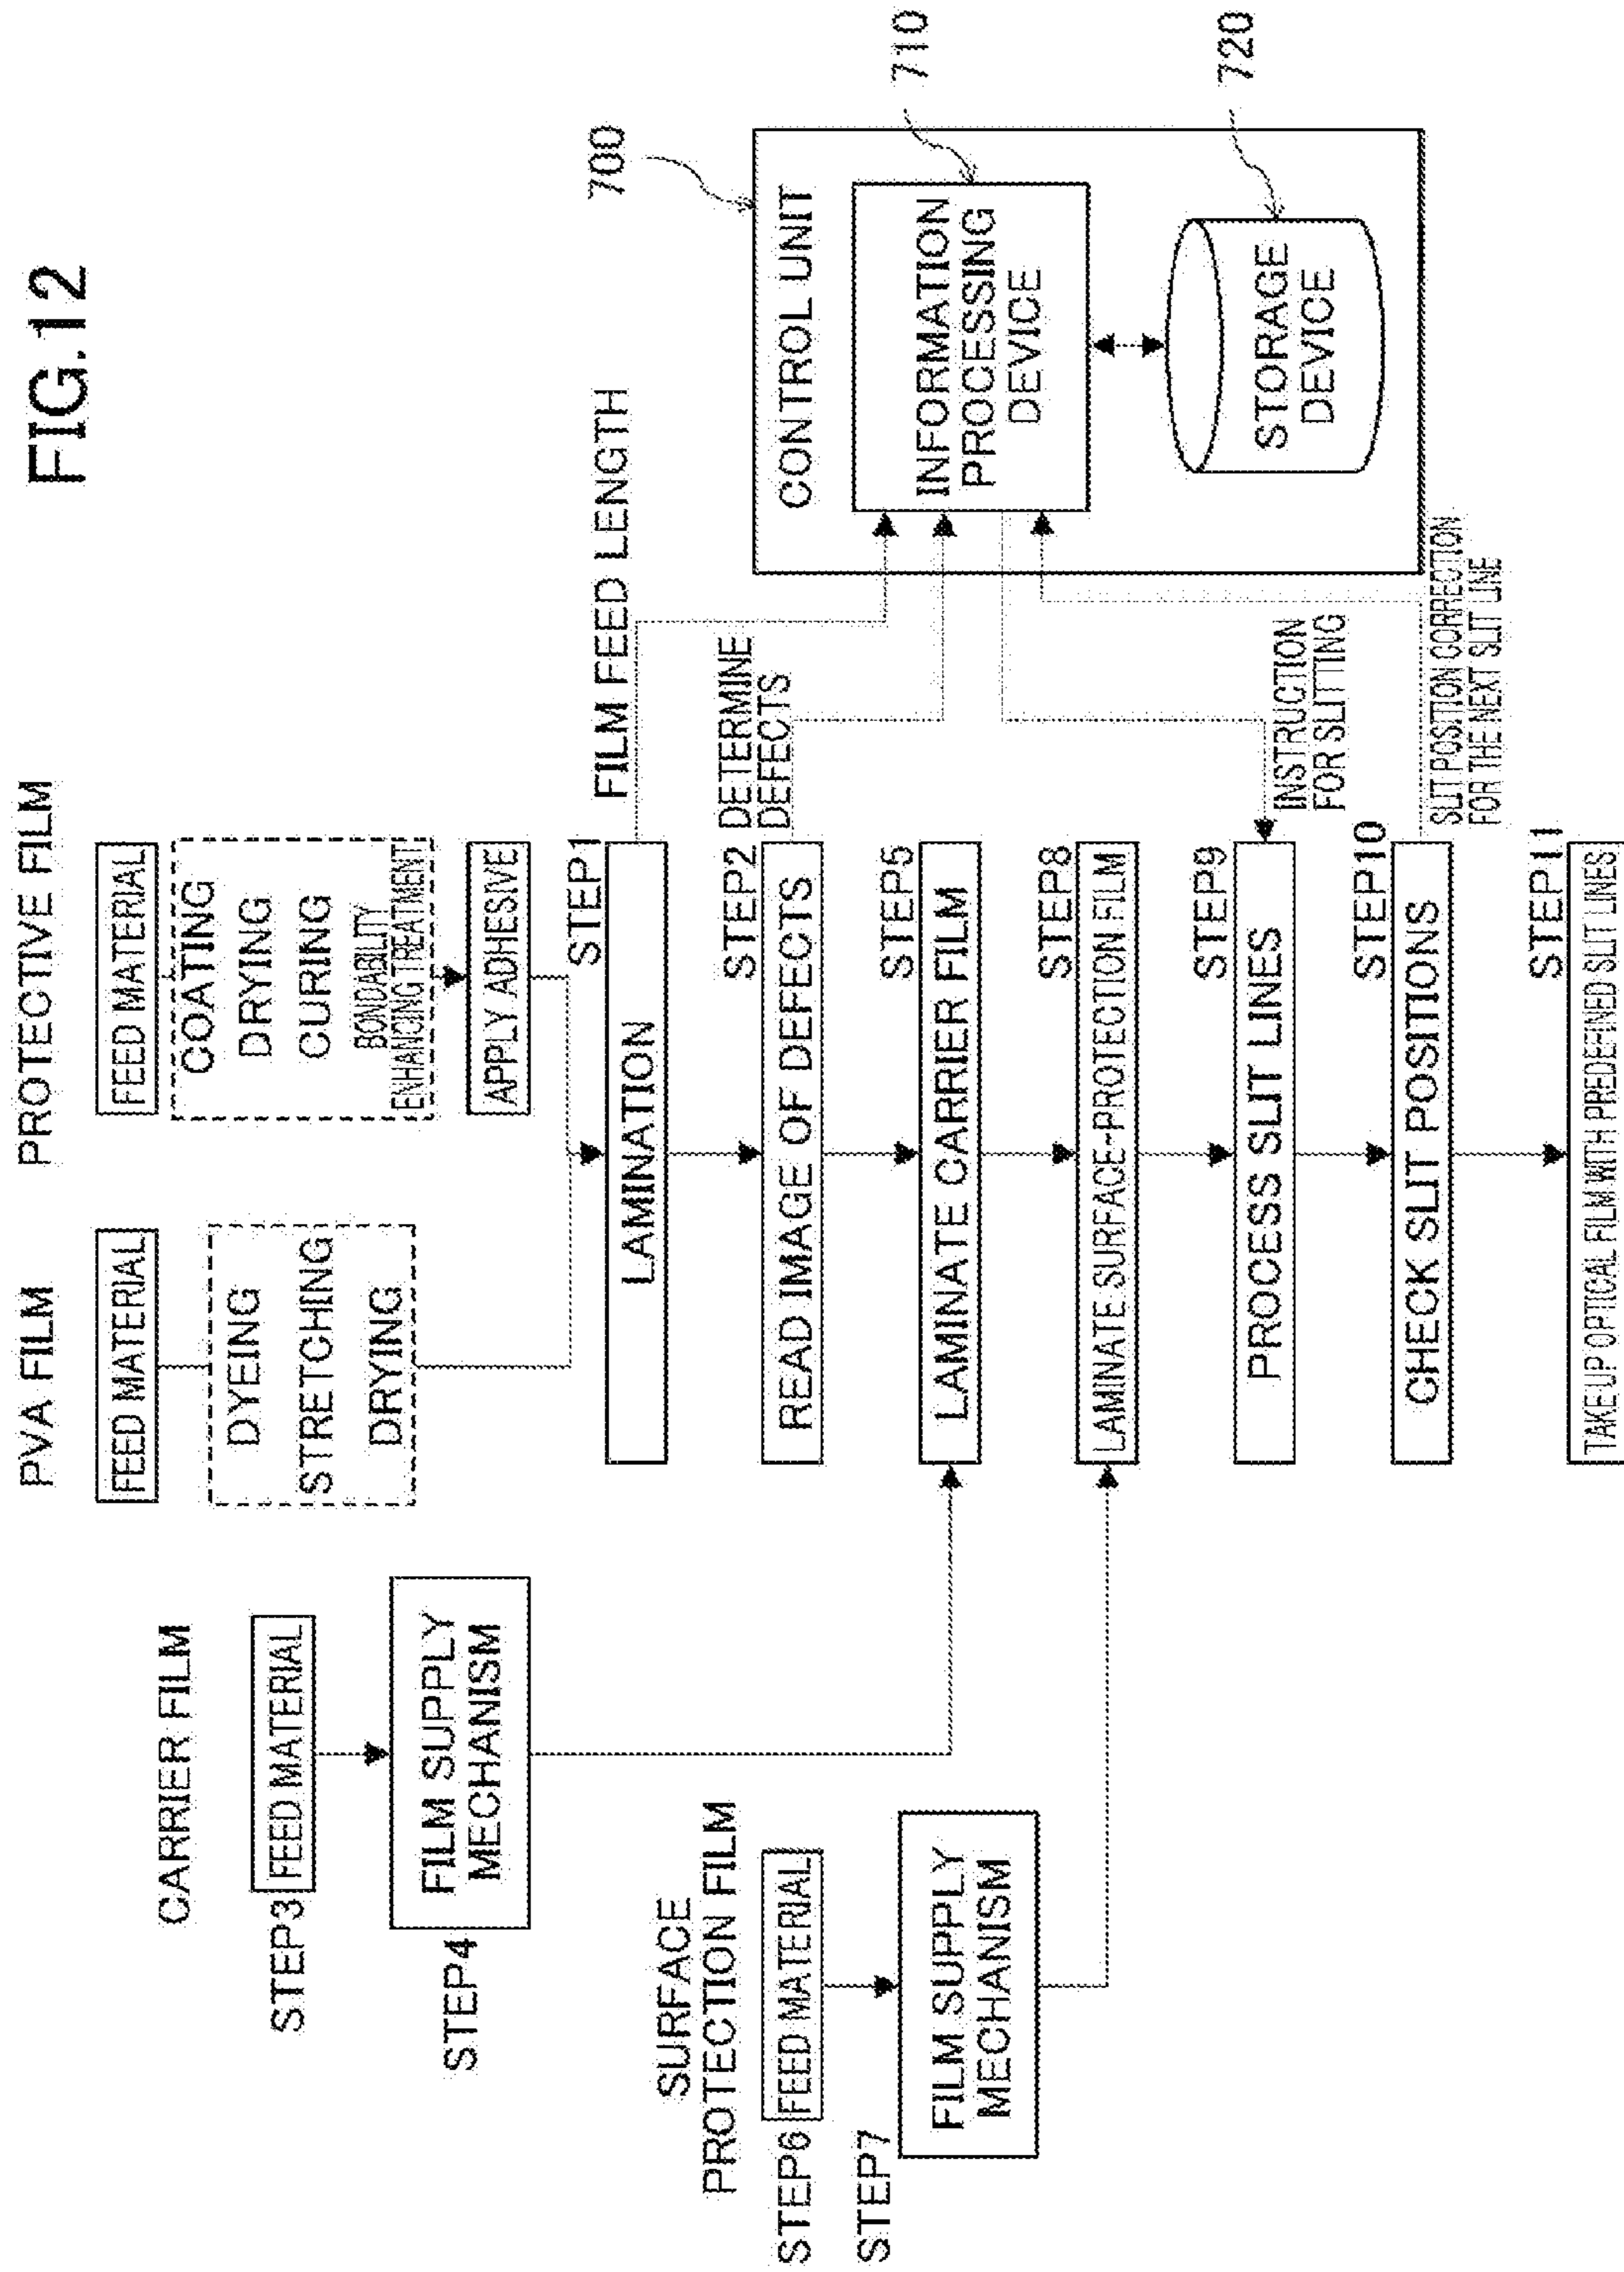 FIG.12
PVA FILM
FEED MATERIAL
DYEING
STRETCHING
DRYING
PROTECTIVE FILM
FEED MATERIAL
COATING
DRYING
CURING
BONDABILITY
ENHANCING TREATMENT
APPLY ADHESIVE
CARRIER FILM
STEP3
FEED MATERIAL
STEP4
FILM SUPPLY
MECHANISM
SURFACE
PROTECTION FILM
STEP6
FEED MATERIAL
STEP7
FILM SUPPLY
MECHANISM
STEP1
LAMINATION
STEP2
READ IMAGE OF DEFECTS
STEP5
LAMINATE CARRIER FILM
STEP8
LAMINATE SURFACE-PROTECTION FILM
STEP9
PROCESS SLIT LINES
STEP10
CHECK SLIT POSITIONS
STEP11
TAKEUP OPTICAL FILM WITH PREDEFINED SLIT LINES
FILM FEED LENGTH
DETERMINE
DEFECTS
INSTRUCTION
FOR SLITTING
SLIT POSITION CORRECTION
FOR THE NEXT SLIT LINE
700
CONTROL UNIT
710
INFORMATION
PROCESSING
DEVICE
720
STORAGE
DEVICE